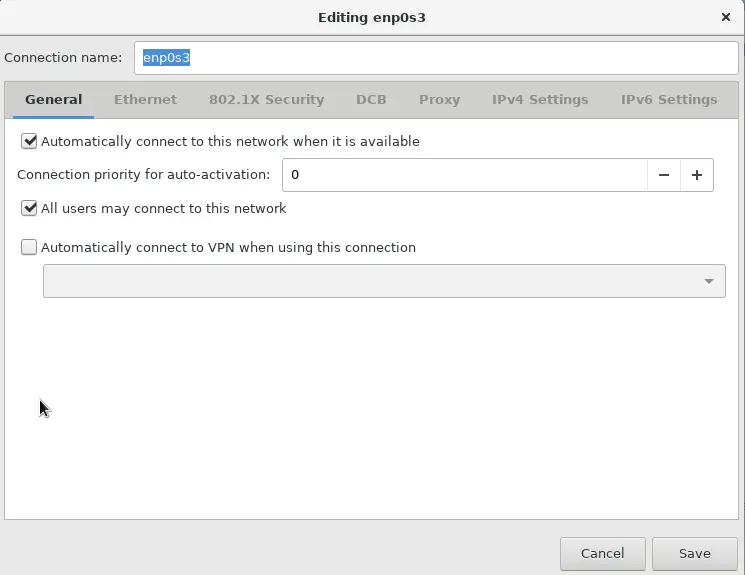 Editing enp0s3
Connection name: enp0s3
General Ethernet 802.1X Security DCB Proxy IPv4 Settings IPv6 Settings
Automatically connect to this network when it is available
Connection priority for auto-activation: 0
All users may connect to this network
Automatically connect to VPN when using this connection
Cancel Save